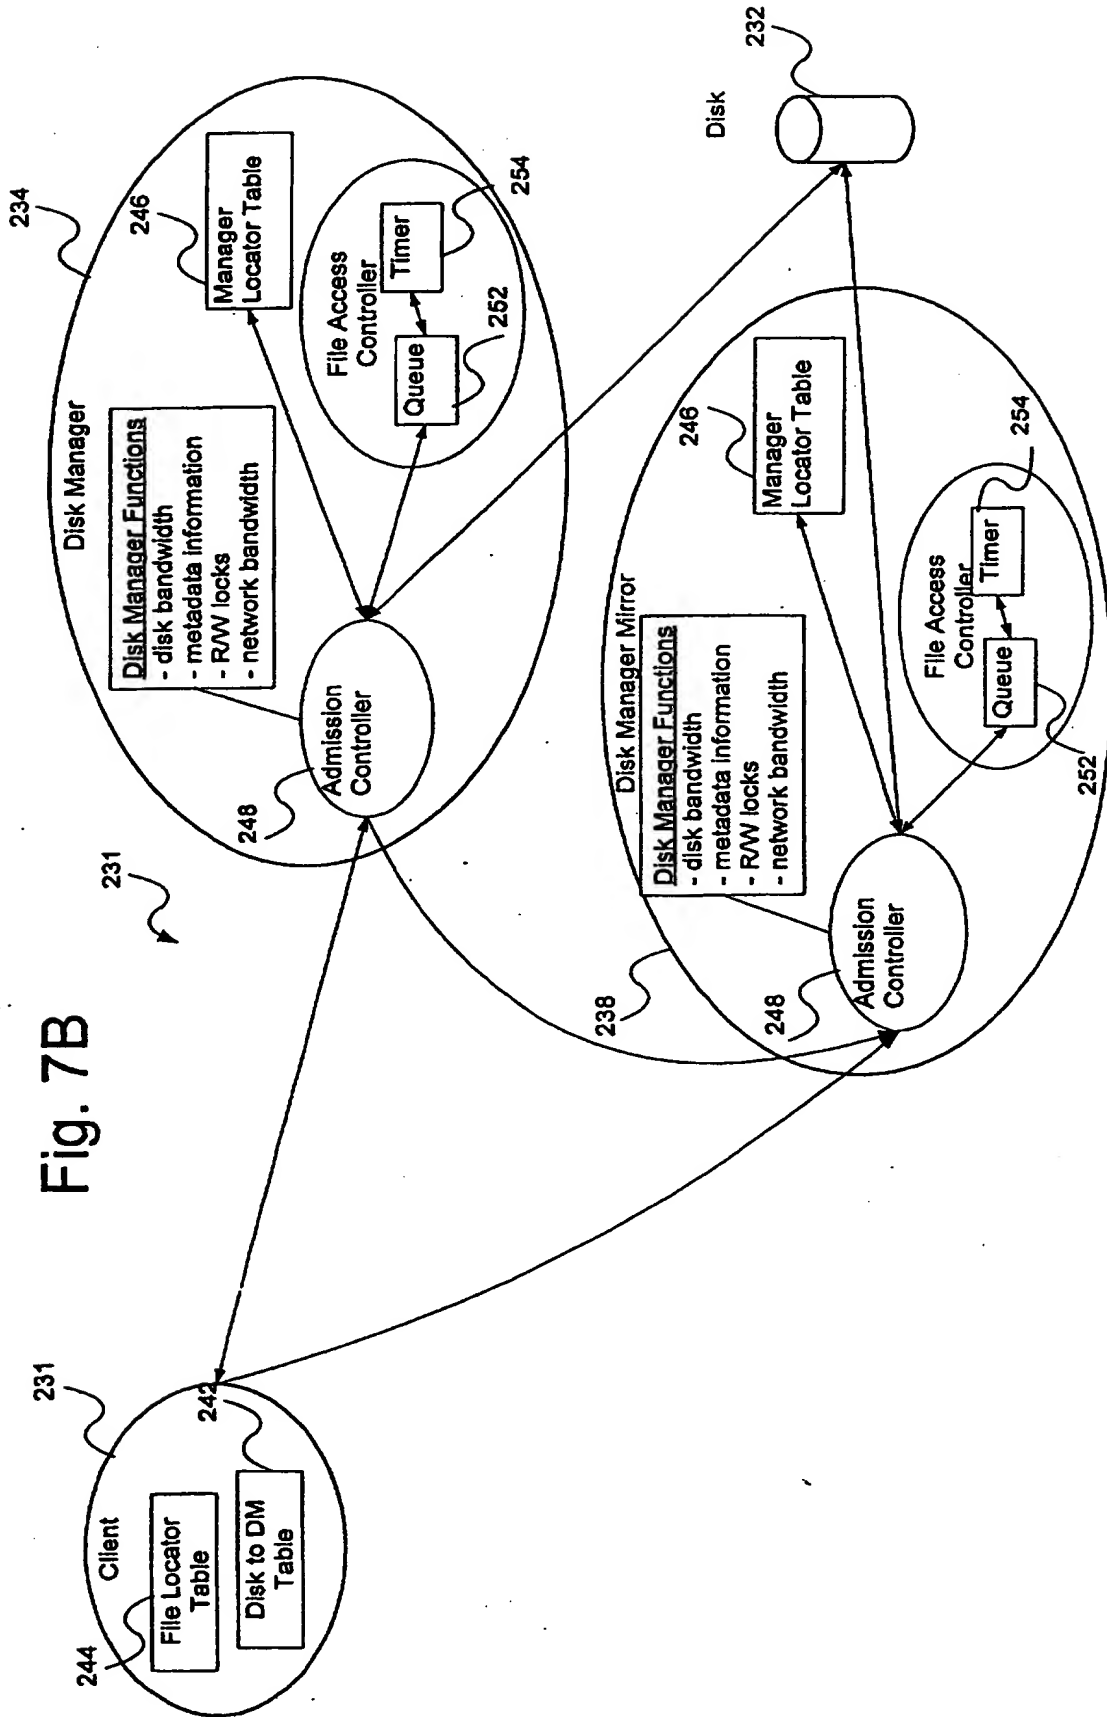 Fig. 7B
231
Client
231
244
File Locator
Table
242
Disk to DM
Table
Disk Manager
234
Disk Manager Functions
- disk bandwidth
- metadata information
- R/W locks
- network bandwidth
246
Manager
Locator Table
248
Admission
Controller
File Access
Controller
Queue
Timer
252
254
Disk Manager Mirror
238
Disk Manager Functions
- disk bandwidth
- metadata information
- R/W locks
- network bandwidth
246
Manager
Locator Table
248
Admission
Controller
File Access
Controller
Queue
Timer
252
254
Disk
232